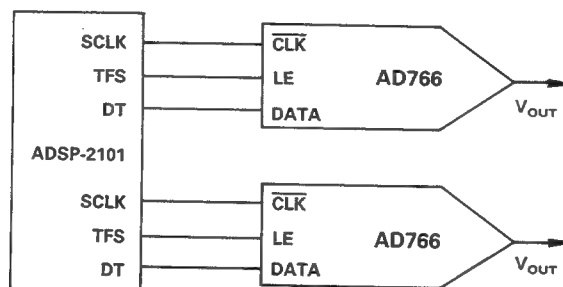 SCLK
TFS
DT
ADSP-2101
SCLK
TFS
DT
CLK
LE
DATA
AD766
VOUT
CLK
LE
DATA
AD766
VOUT